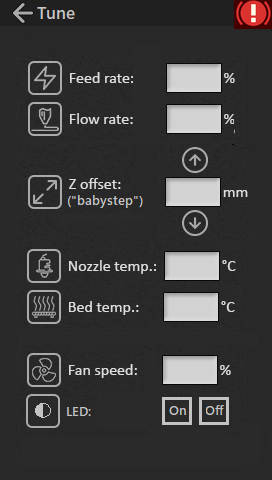 Tune
Feed rate: %
Flow rate: %
Z offset: mm
("babystep")
Nozzle temp.: °C
Bed temp.: °C
Fan speed: %
LED: On Off